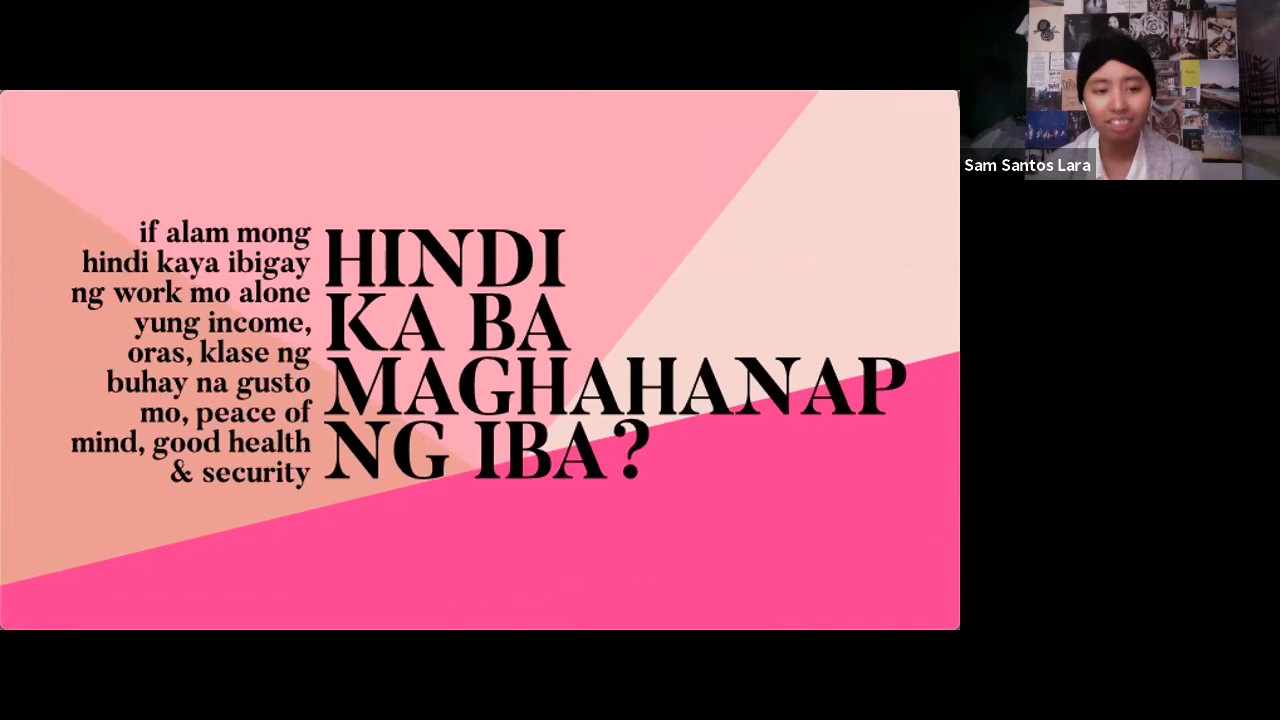 if alam mong
hindi kaya ibigay
ng work mo alone
yung income,
oras, klase ng
buhay na gusto
mo, peace of
mind, good health
& security
HINDI
KA BA
MAGHAHANAP
NG IBA?
Sam Santos Lara